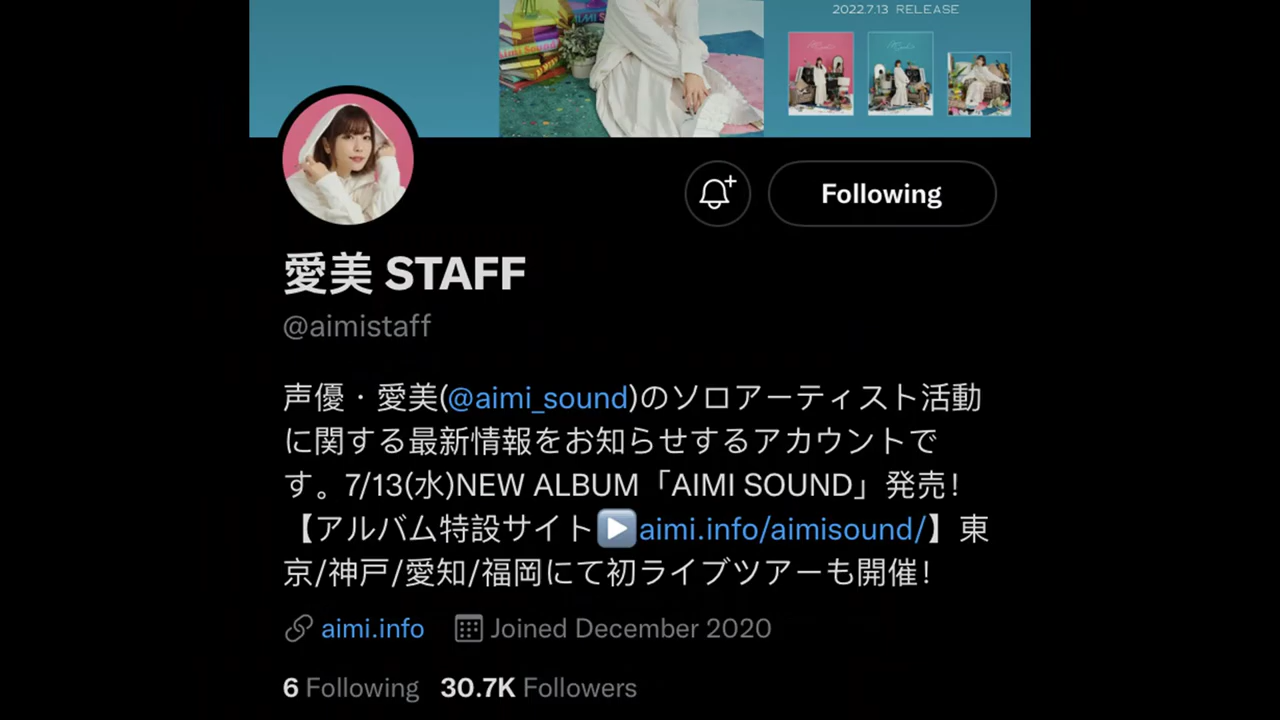 2022.7.13 RELEASE
Aimi Sound
Following
愛美 STAFF
@aimistaff
声優・愛美(@aimi_sound)のソロアーティスト活動
に関する最新情報をお知らせするアカウントで
す。7/13(水)NEW ALBUM「AIMI SOUND」発売!
【アルバム特設サイト▶️aimi.info/aimisound/】東
京/神戸/愛知/福岡にて初ライブツアーも開催!
aimi.info Joined December 2020
6 Following 30.7K Followers